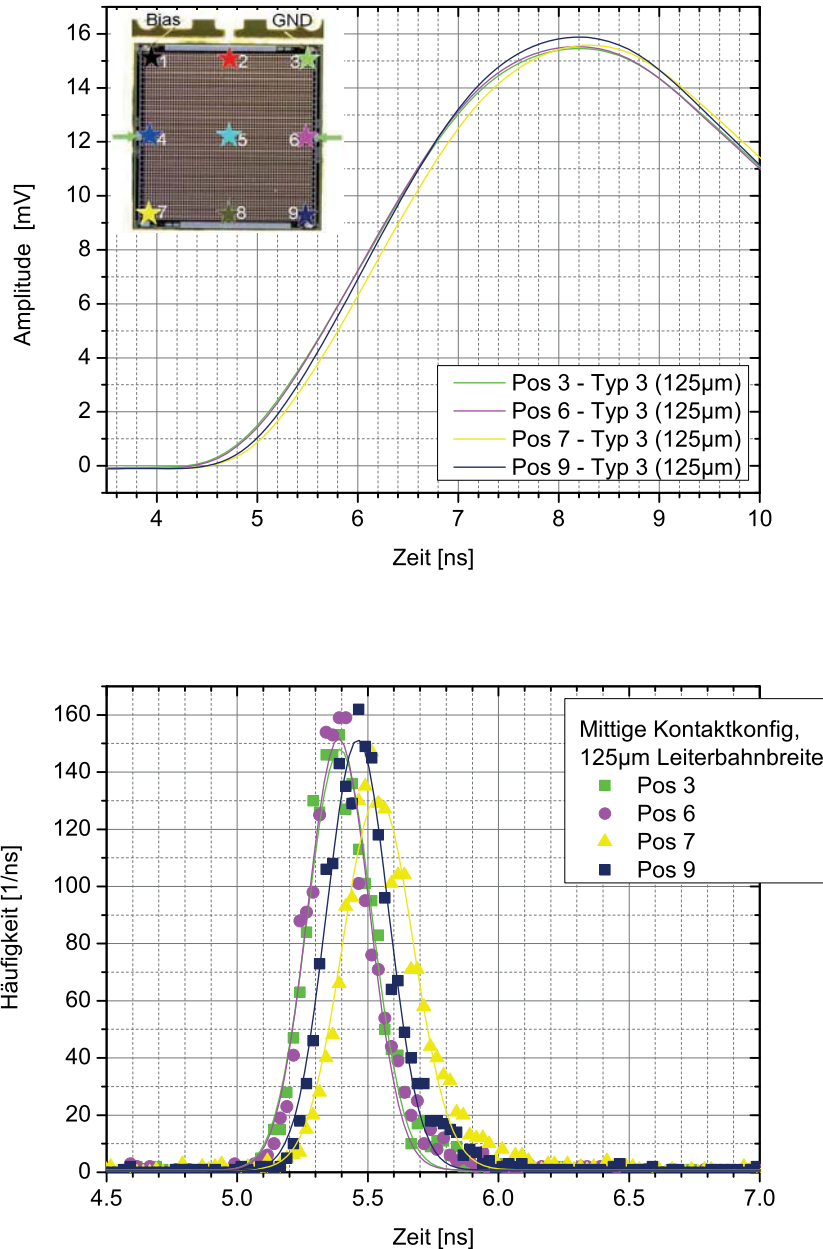 Bias
GND
1
2
3
4
5
6
7
8
9
16
14
12
10
8
6
4
2
0
Amplitude [mV]
Pos 3 - Typ 3 (125µm)
Pos 6 - Typ 3 (125µm)
Pos 7 - Typ 3 (125µm)
Pos 9 - Typ 3 (125µm)
4 5 6 7 8 9 10
Zeit [ns]
160
140
120
100
80
60
40
20
0
Häufigkeit [1/ns]
Mittige Kontaktkonfig,
125µm Leiterbahnbreite
Pos 3
Pos 6
Pos 7
Pos 9
4.5 5.0 5.5 6.0 6.5 7.0
Zeit [ns]